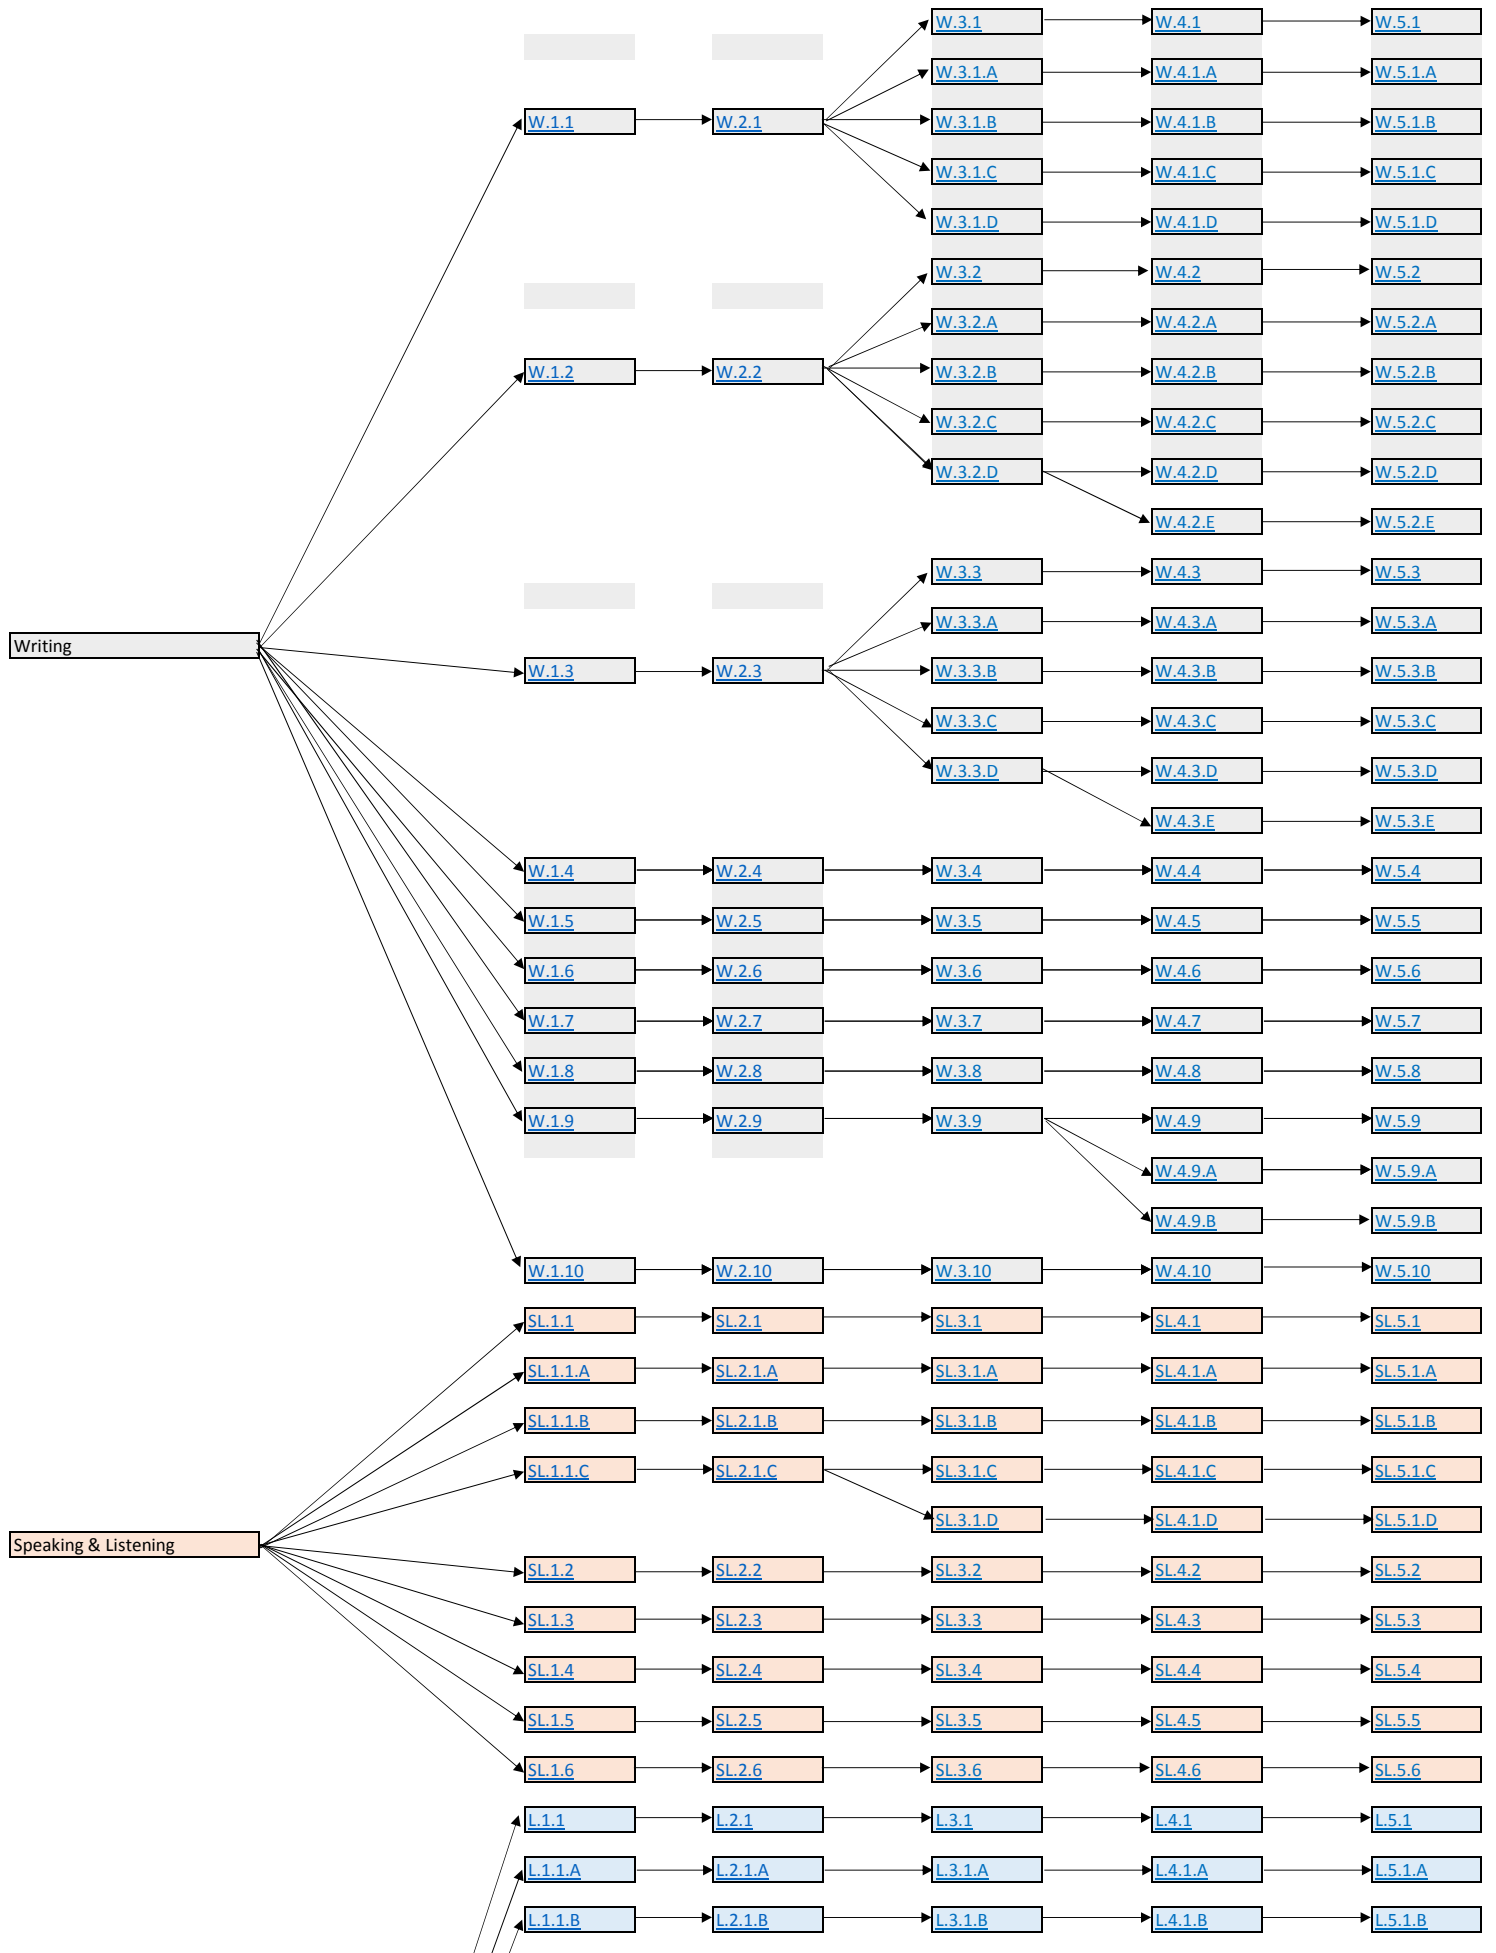 W.3.1 W.4.1 W.5.1
W.3.1.A W.4.1.A W.5.1.A
W.1.1 W.2.1 W.3.1.B W.4.1.B W.5.1.B
W.3.1.C W.4.1.C W.5.1.C
W.3.1.D W.4.1.D W.5.1.D
W.3.2 W.4.2 W.5.2
W.3.2.A W.4.2.A W.5.2.A
W.1.2 W.2.2 W.3.2.B W.4.2.B W.5.2.B
W.3.2.C W.4.2.C W.5.2.C
W.3.2.D W.4.2.D W.5.2.D
W.4.2.E W.5.2.E
W.3.3 W.4.3 W.5.3
W.3.3.A W.4.3.A W.5.3.A
Writing
W.1.3 W.2.3 W.3.3.B W.4.3.B W.5.3.B
W.3.3.C W.4.3.C W.5.3.C
W.3.3.D W.4.3.D W.5.3.D
W.4.3.E W.5.3.E
W.1.4 W.2.4 W.3.4 W.4.4 W.5.4
W.1.5 W.2.5 W.3.5 W.4.5 W.5.5
W.1.6 W.2.6 W.3.6 W.4.6 W.5.6
W.1.7 W.2.7 W.3.7 W.4.7 W.5.7
W.1.8 W.2.8 W.3.8 W.4.8 W.5.8
W.1.9 W.2.9 W.3.9 W.4.9 W.5.9
W.4.9.A W.5.9.A
W.4.9.B W.5.9.B
W.1.10 W.2.10 W.3.10 W.4.10 W.5.10
SL.1.1 SL.2.1 SL.3.1 SL.4.1 SL.5.1
SL.1.1.A SL.2.1.A SL.3.1.A SL.4.1.A SL.5.1.A
SL.1.1.B SL.2.1.B SL.3.1.B SL.4.1.B SL.5.1.B
SL.1.1.C SL.2.1.C SL.3.1.C SL.4.1.C SL.5.1.C
SL.3.1.D SL.4.1.D SL.5.1.D
Speaking & Listening
SL.1.2 SL.2.2 SL.3.2 SL.4.2 SL.5.2
SL.1.3 SL.2.3 SL.3.3 SL.4.3 SL.5.3
SL.1.4 SL.2.4 SL.3.4 SL.4.4 SL.5.4
SL.1.5 SL.2.5 SL.3.5 SL.4.5 SL.5.5
SL.1.6 SL.2.6 SL.3.6 SL.4.6 SL.5.6
L.1.1 L.2.1 L.3.1 L.4.1 L.5.1
L.1.1.A L.2.1.A L.3.1.A L.4.1.A L.5.1.A
L.1.1.B L.2.1.B L.3.1.B L.4.1.B L.5.1.B